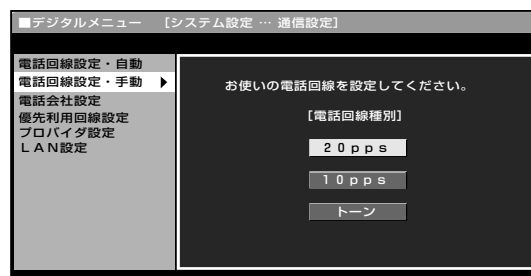 ■デジタルメニュー [システム設定 … 通信設定]
電話回線設定・自動
電話回線設定・手動 ▶
電話会社設定
優先利用回線設定
プロバイダ設定
ＬＡＮ設定
お使いの電話回線を設定してください。
[電話回線種別]
２０ｐｐｓ
１０ｐｐｓ
トーン